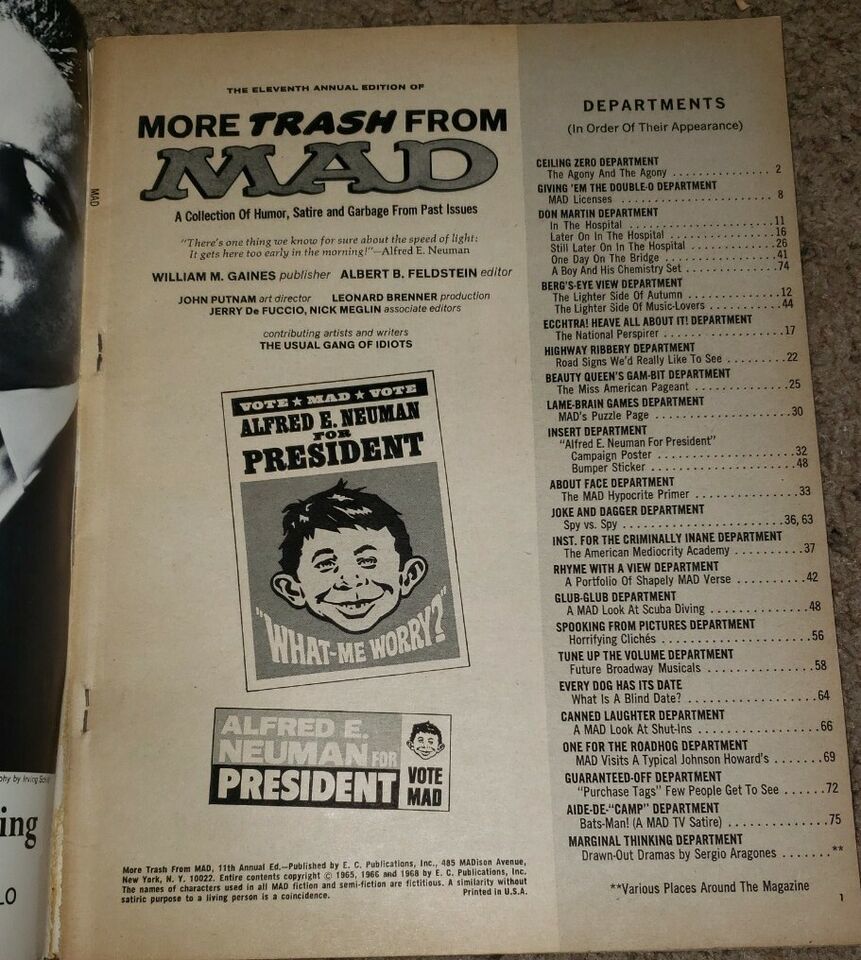 MAD
THE ELEVENTH ANNUAL EDITION OF
MORE TRASH FROM
MAD
A Collection Of Humor, Satire and Garbage From Past Issues
"There's one thing we know for sure about the speed of light:
It gets here too early in the morning!"—Alfred E. Neuman
WILLIAM M. GAINES publisher ALBERT B. FELDSTEIN editor
JOHN PUTNAM art director LEONARD BRENNER production
JERRY De FUCCIO, NICK MEGLIN associate editors
contributing artists and writers
THE USUAL GANG OF IDIOTS
VOTE ★ MAD ★ VOTE
ALFRED E. NEUMAN
FOR
PRESIDENT
"WHAT-ME WORRY?"
ALFRED E.
NEUMAN FOR
PRESIDENT
VOTE
MAD
More Trash From MAD, 11th Annual Ed.—Published by E. C. Publications, Inc., 485 MADison Avenue,
New York, N. Y. 10022. Entire contents copyright © 1965, 1966 and 1968 by E. C. Publications, Inc.
The names of characters used in all MAD fiction and semi-fiction are fictitious. A similarity without
satiric purpose to a living person is a coincidence. Printed in U.S.A.
DEPARTMENTS
(In Order Of Their Appearance)
CEILING ZERO DEPARTMENT
The Agony And The Agony . . . . . . . . . . . . . . . 2
GIVING 'EM THE DOUBLE-O DEPARTMENT
MAD Licenses . . . . . . . . . . . . . . . . . . . . . . . . 8
DON MARTIN DEPARTMENT
In The Hospital . . . . . . . . . . . . . . . . . . . . . . .11
Later On In The Hospital . . . . . . . . . . . . . . . .16
Still Later On In The Hospital . . . . . . . . . . . . .26
One Day On The Bridge . . . . . . . . . . . . . . . . .41
A Boy And His Chemistry Set . . . . . . . . . . . . .74
BERG'S-EYE VIEW DEPARTMENT
The Lighter Side Of Autumn . . . . . . . . . . . . . .12
The Lighter Side Of Music-Lovers . . . . . . . . . .44
ECCHTRA! HEAVE ALL ABOUT IT! DEPARTMENT
The National Perspirer . . . . . . . . . . . . . . . . . .17
HIGHWAY RIBBERY DEPARTMENT
Road Signs We'd Really Like To See . . . . . . . . .22
BEAUTY QUEEN'S GAM-BIT DEPARTMENT
The Miss American Pageant . . . . . . . . . . . . . .25
LAME-BRAIN GAMES DEPARTMENT
MAD's Puzzle Page . . . . . . . . . . . . . . . . . . . .30
INSERT DEPARTMENT
"Alfred E. Neuman For President"
Campaign Poster . . . . . . . . . . . . . . . . . . . . .32
Bumper Sticker . . . . . . . . . . . . . . . . . . . . . .48
ABOUT FACE DEPARTMENT
The MAD Hypocrite Primer . . . . . . . . . . . . . . .33
JOKE AND DAGGER DEPARTMENT
Spy vs. Spy . . . . . . . . . . . . . . . . . . . . . . .36, 63
INST. FOR THE CRIMINALLY INANE DEPARTMENT
The American Mediocrity Academy . . . . . . . . . .37
RHYME WITH A VIEW DEPARTMENT
A Portfolio Of Shapely MAD Verse . . . . . . . . . .42
GLUB-GLUB DEPARTMENT
A MAD Look At Scuba Diving . . . . . . . . . . . . . .48
SPOOKING FROM PICTURES DEPARTMENT
Horrifying Clichés . . . . . . . . . . . . . . . . . . . . .56
TUNE UP THE VOLUME DEPARTMENT
Future Broadway Musicals . . . . . . . . . . . . . . . .58
EVERY DOG HAS ITS DATE
What Is A Blind Date? . . . . . . . . . . . . . . . . . .64
CANNED LAUGHTER DEPARTMENT
A MAD Look At Shut-Ins . . . . . . . . . . . . . . . . .66
ONE FOR THE ROADHOG DEPARTMENT
MAD Visits A Typical Johnson Howard's . . . . . . .69
GUARANTEED-OFF DEPARTMENT
"Purchase Tags" Few People Get To See . . . . . .72
AIDE-DE-"CAMP" DEPARTMENT
Bats-Man! (A MAD TV Satire) . . . . . . . . . . . . .75
MARGINAL THINKING DEPARTMENT
Drawn-Out Dramas by Sergio Aragones . . . . . . .**
**Various Places Around The Magazine
1
ing
LO